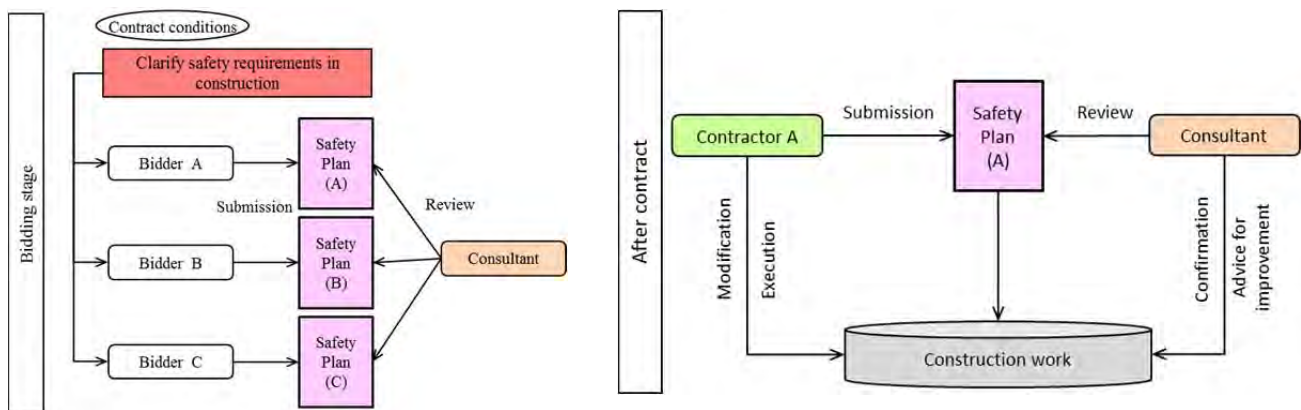 Bidding stage
Contract conditions
Clarify safety requirements in
construction
Bidder A
Safety
Plan
(A)
Submission
Review
Bidder B
Safety
Plan
(B)
Consultant
Bidder C
Safety
Plan
(C)
After contract
Contractor A
Submission
Safety
Plan
(A)
Review
Consultant
Modification
Execution
Confirmation
Advice for
improvement
Construction work